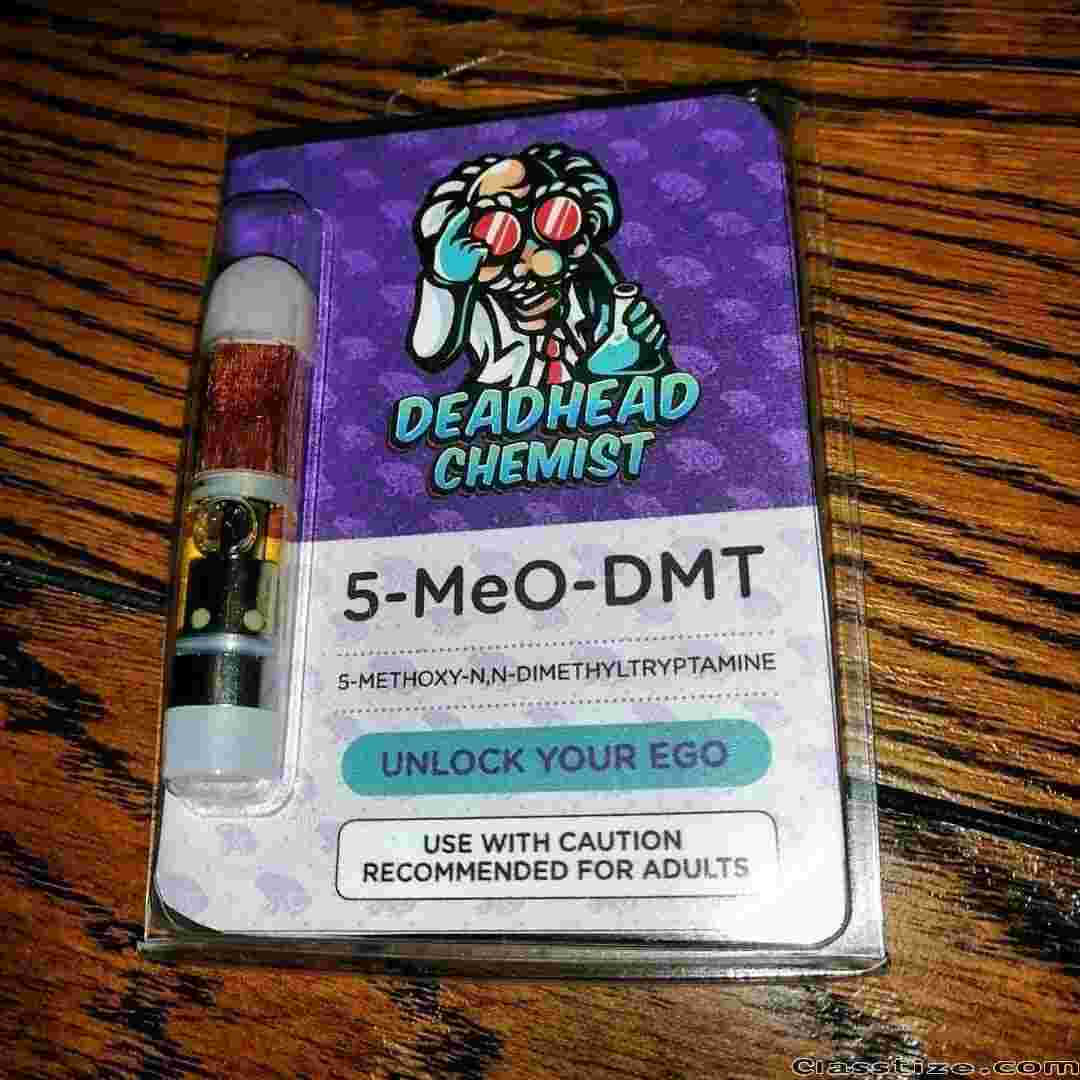 DEADHEAD
CHEMIST
5-MeO-DMT
5-METHOXY-N,N-DIMETHYLTRYPTAMINE
UNLOCK YOUR EGO
USE WITH CAUTION
RECOMMENDED FOR ADULTS
Classtize.com